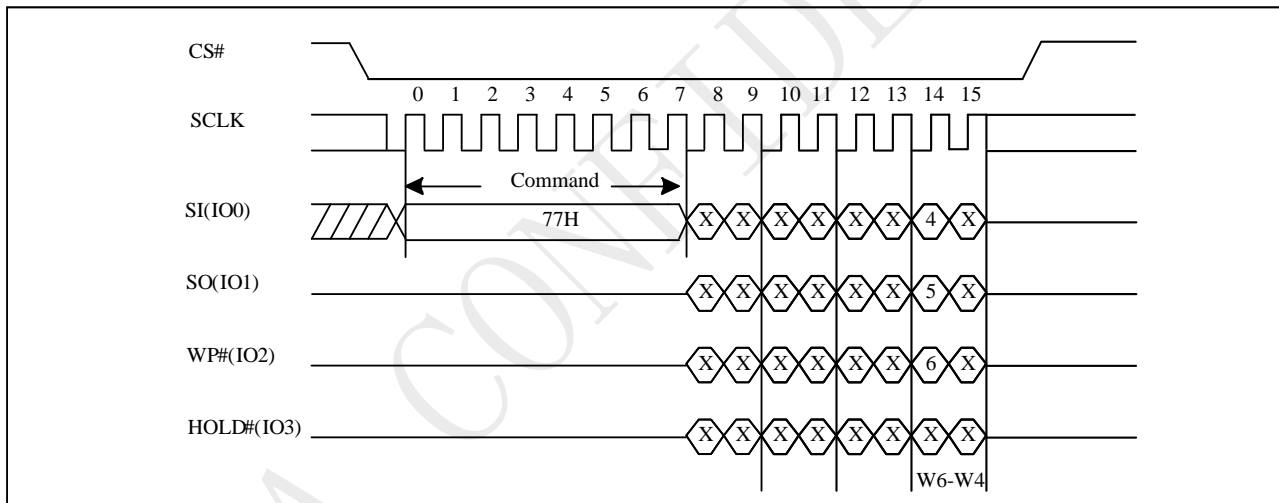 CS#
0 1 2 3 4 5 6 7 8 9 10 11 12 13 14 15
SCLK
Command
SI(IO0) 77H X X X X X X 4 X
SO(IO1) X X X X X X 5 X
WP#(IO2) X X X X X X 6 X
HOLD#(IO3) X X X X X X X X
W6-W4